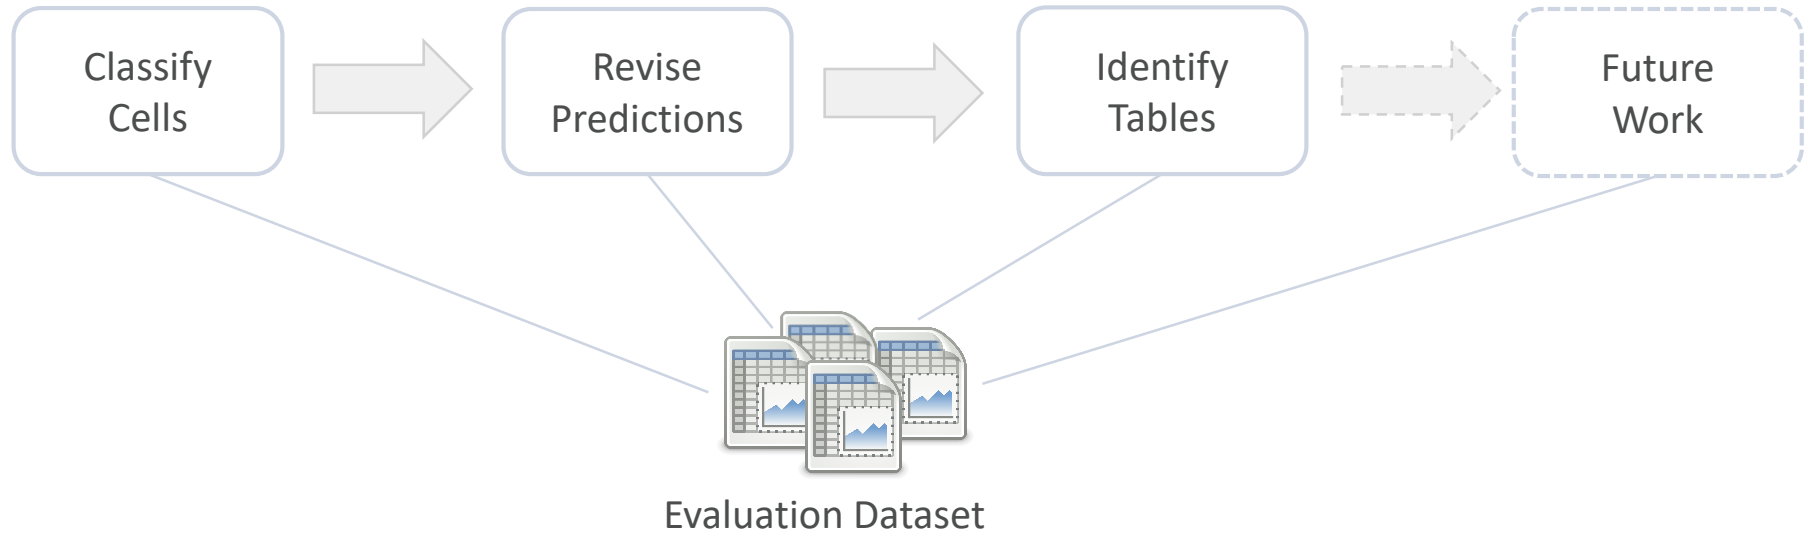 Classify
Cells
Revise
Predictions
Identify
Tables
Future
Work
Evaluation Dataset